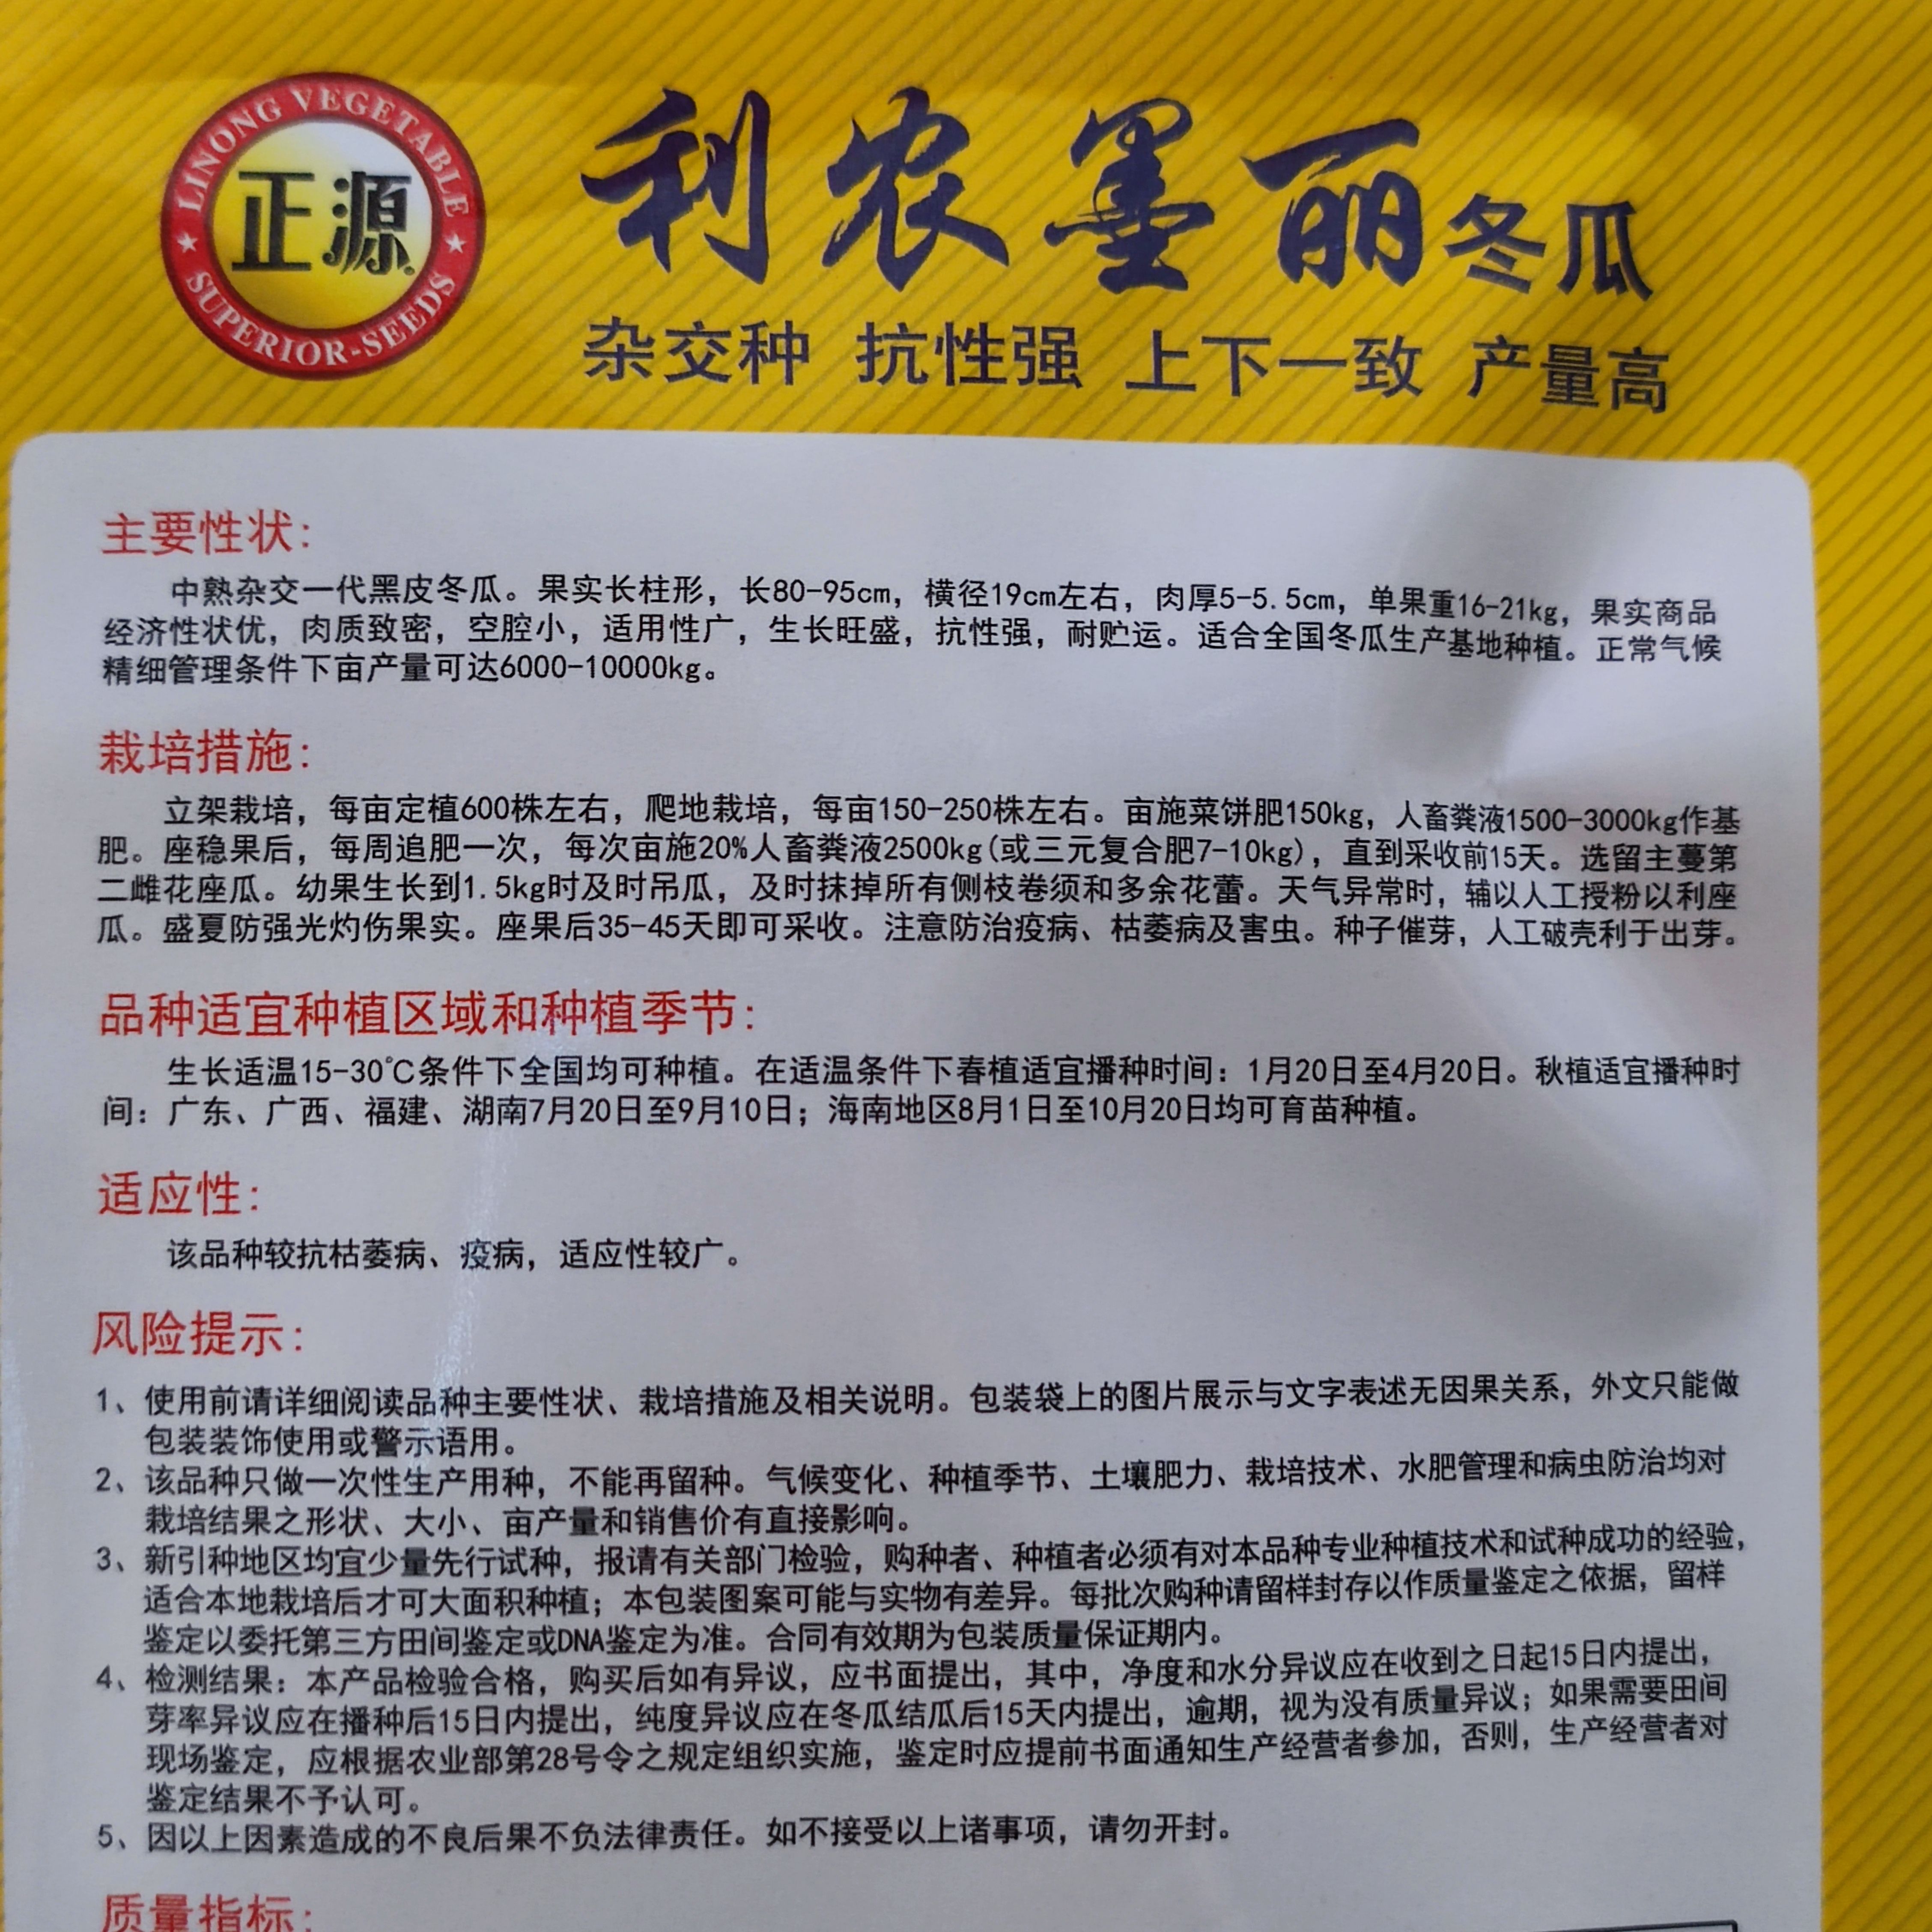 LINONG VEGETABLE
正源
SUPERIOR-SEEDS
利农墨丽冬瓜
杂交种 抗性强 上下一致 产量高
主要性状:
中熟杂交一代黑皮冬瓜。果实长柱形，长80-95cm，横径19cm左右，肉厚5-5.5cm，单果重16-21kg，果实商品
经济性状优，肉质致密，空腔小，适用性广，生长旺盛，抗性强，耐贮运。适合全国冬瓜生产基地种植。正常气候
精细管理条件下亩产量可达6000-10000kg。
栽培措施:
立架栽培，每亩定植600株左右，爬地栽培，每亩150-250株左右。亩施菜饼肥150kg，人畜粪液1500-3000kg作基
肥。座稳果后，每周追肥一次，每次亩施20%人畜粪液2500kg(或三元复合肥7-10kg)，直到采收前15天。选留主蔓第
二雌花座瓜。幼果生长到1.5kg时及时吊瓜，及时抹掉所有侧枝卷须和多余花蕾。天气异常时，辅以人工授粉以利座
瓜。盛夏防强光灼伤果实。座果后35-45天即可采收。注意防治疫病、枯萎病及害虫。种子催芽，人工破壳利于出芽。
品种适宜种植区域和种植季节:
生长适温15-30℃条件下全国均可种植。在适温条件下春植适宜播种时间：1月20日至4月20日。秋植适宜播种时
间：广东、广西、福建、湖南7月20日至9月10日；海南地区8月1日至10月20日均可育苗种植。
适应性:
该品种较抗枯萎病、疫病，适应性较广。
风险提示:
1、使用前请详细阅读品种主要性状、栽培措施及相关说明。包装袋上的图片展示与文字表述无因果关系，外文只能做
包装装饰使用或警示语用。
2、该品种只做一次性生产用种，不能再留种。气候变化、种植季节、土壤肥力、栽培技术、水肥管理和病虫防治均对
栽培结果之形状、大小、亩产量和销售价有直接影响。
3、新引种地区均宜少量先行试种，报请有关部门检验，购种者、种植者必须有对本品种专业种植技术和试种成功的经验，
适合本地栽培后才可大面积种植；本包装图案可能与实物有差异。每批次购种请留样封存以作质量鉴定之依据，留样
鉴定以委托第三方田间鉴定或DNA鉴定为准。合同有效期为包装质量保证期内。
4、检测结果：本产品检验合格，购买后如有异议，应书面提出，其中，净度和水分异议应在收到之日起15日内提出，
芽率异议应在播种后15日内提出，纯度异议应在冬瓜结瓜后15天内提出，逾期，视为没有质量异议；如果需要田间
现场鉴定，应根据农业部第28号令之规定组织实施，鉴定时应提前书面通知生产经营者参加，否则，生产经营者对
鉴定结果不予认可。
5、因以上因素造成的不良后果不负法律责任。如不接受以上诸事项，请勿开封。
质量指标: